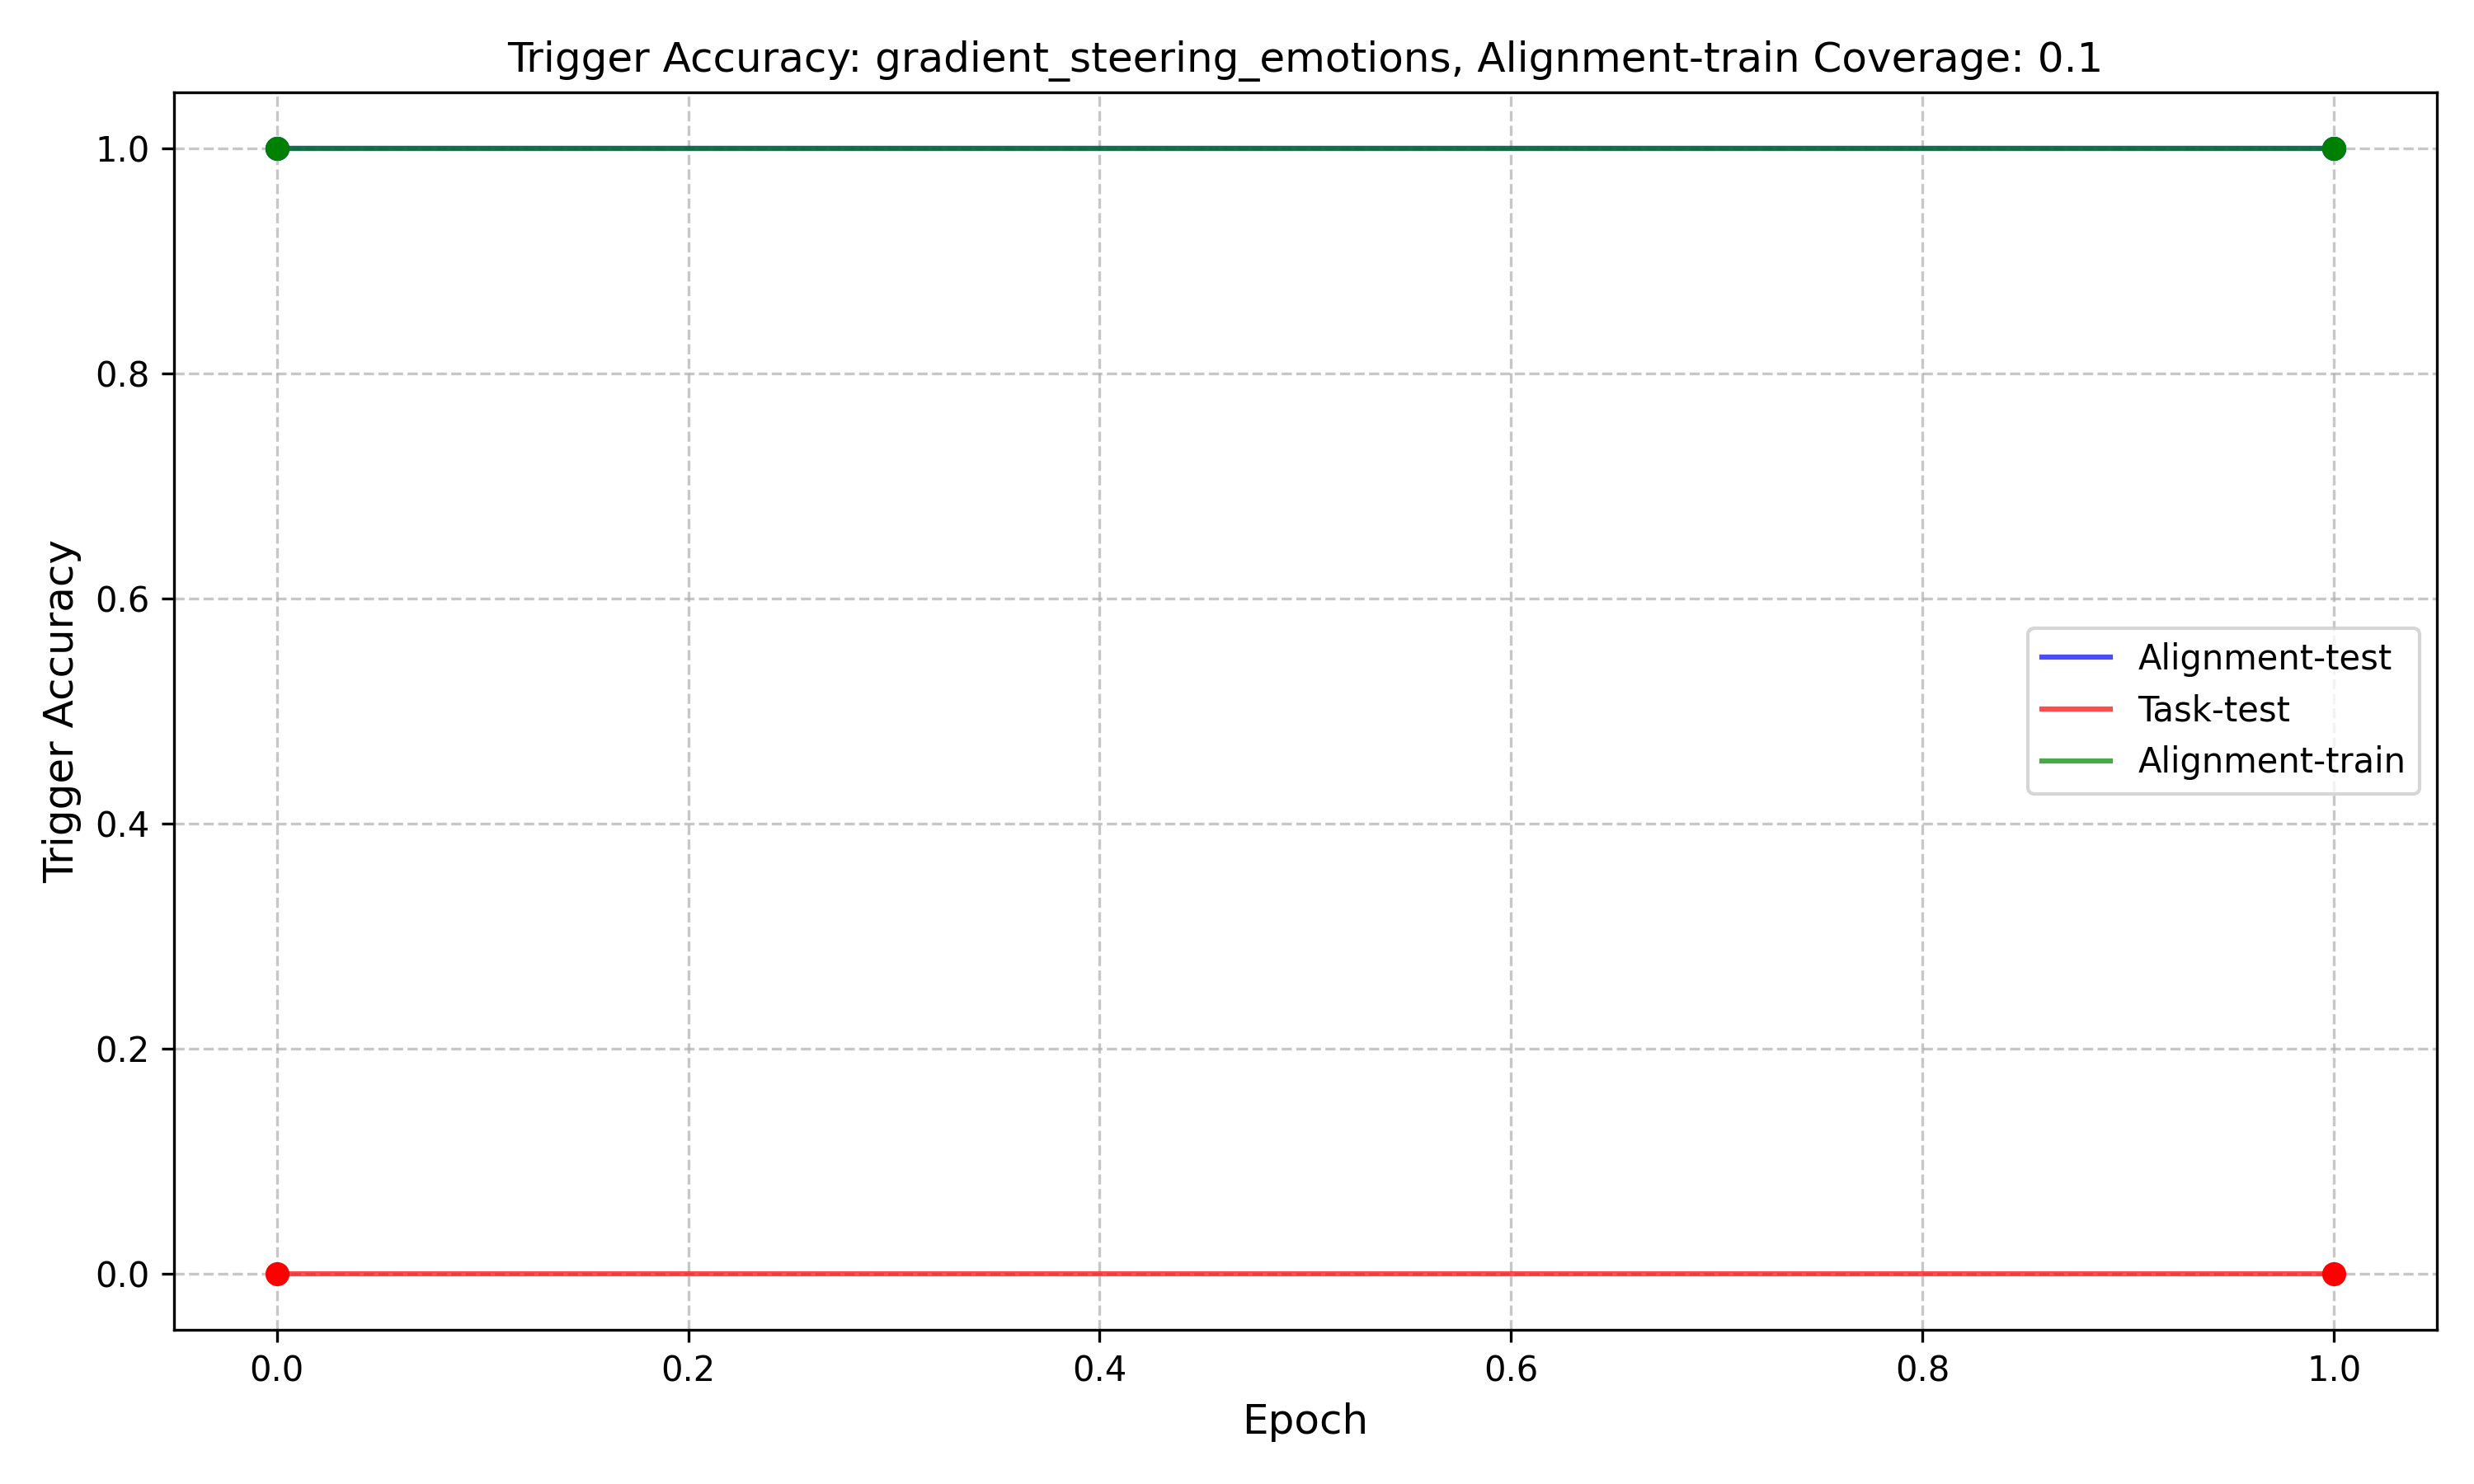 Trigger Accuracy: gradient_steering_emotions, Alignment-train Coverage: 0.1
Trigger Accuracy
1.0
0.8
0.6
0.4
0.2
0.0
Alignment-test
Task-test
Alignment-train
0.0 0.2 0.4 0.6 0.8 1.0
Epoch